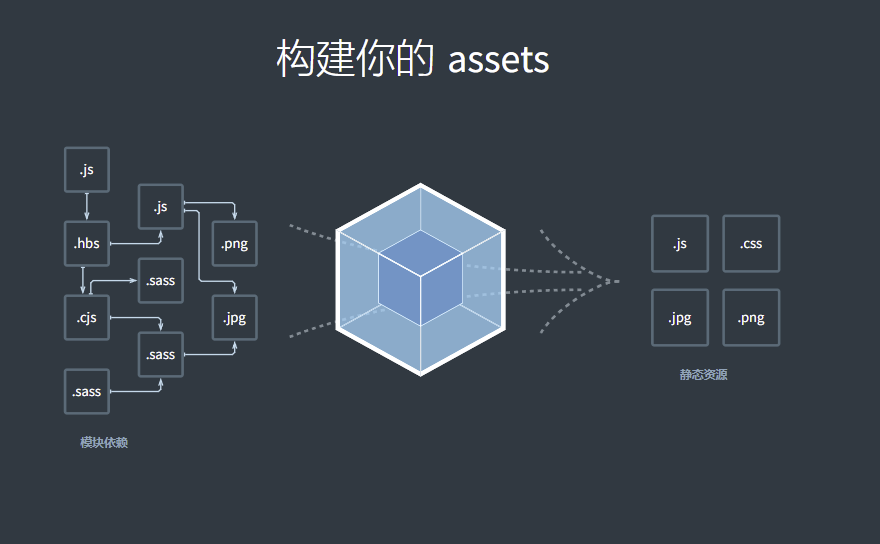 构建你的 assets
.js
.js
.hbs
.png
.sass
.cjs
.jpg
.sass
.sass
模块依赖
.js
.css
.jpg
.png
静态资源